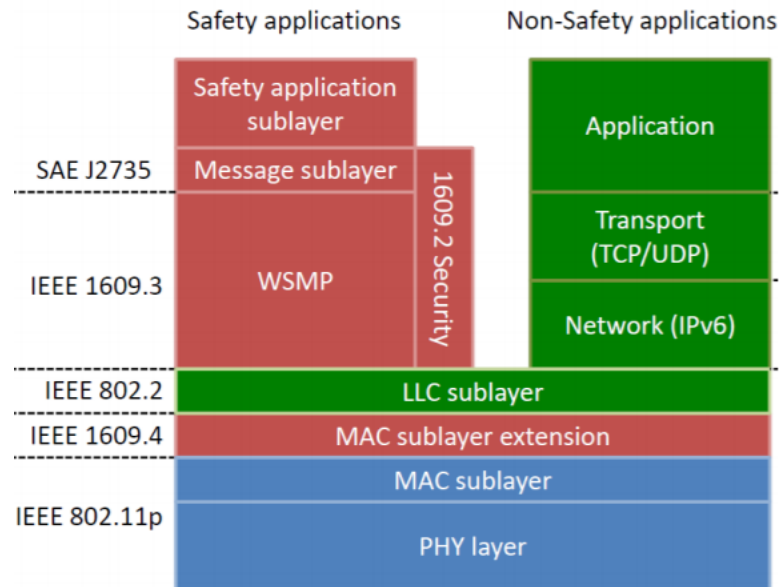 Safety applications
Non-Safety applications
Safety application
sublayer
Application
SAE J2735
Message sublayer
1609.2 Security
Transport
(TCP/UDP)
IEEE 1609.3
WSMP
Network (IPv6)
IEEE 802.2
LLC sublayer
IEEE 1609.4
MAC sublayer extension
MAC sublayer
IEEE 802.11p
PHY layer